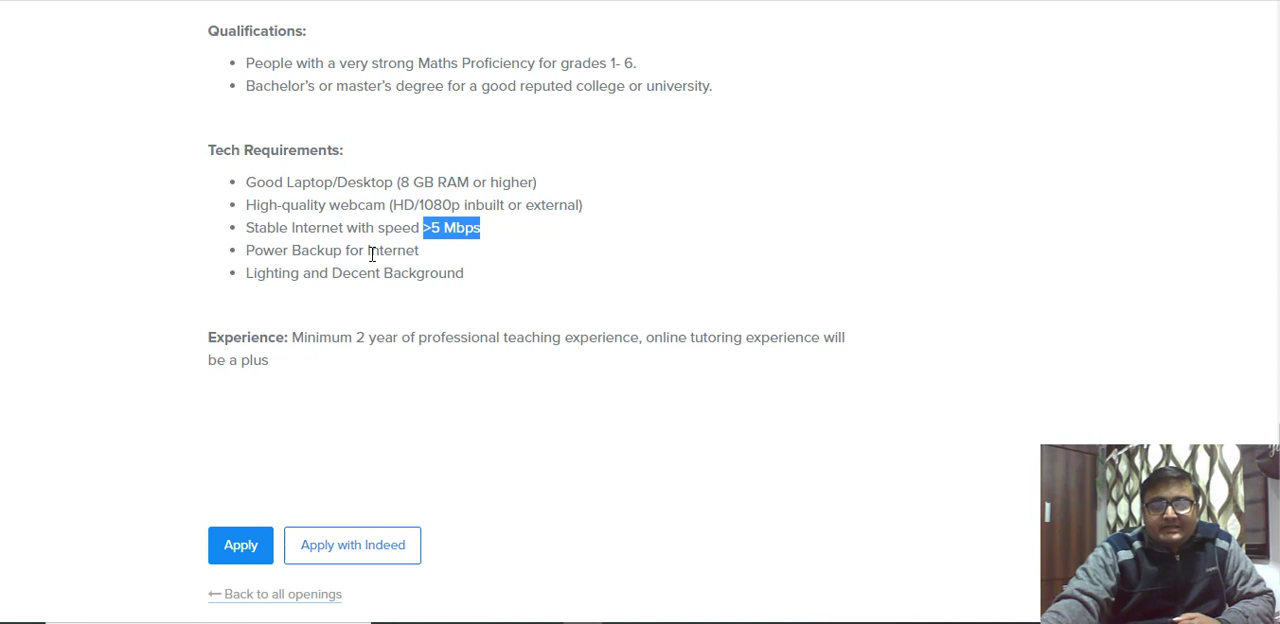 Qualifications:
People with a very strong Maths Proficiency for grades 1- 6.
Bachelor's or master's degree for a good reputed college or university.
Tech Requirements:
Good Laptop/Desktop (8 GB RAM or higher)
High-quality webcam (HD/1080p inbuilt or external)
Stable Internet with speed >5 Mbps
Power Backup for Internet
Lighting and Decent Background
Experience: Minimum 2 year of professional teaching experience, online tutoring experience will
be a plus
Apply
Apply with Indeed
← Back to all openings